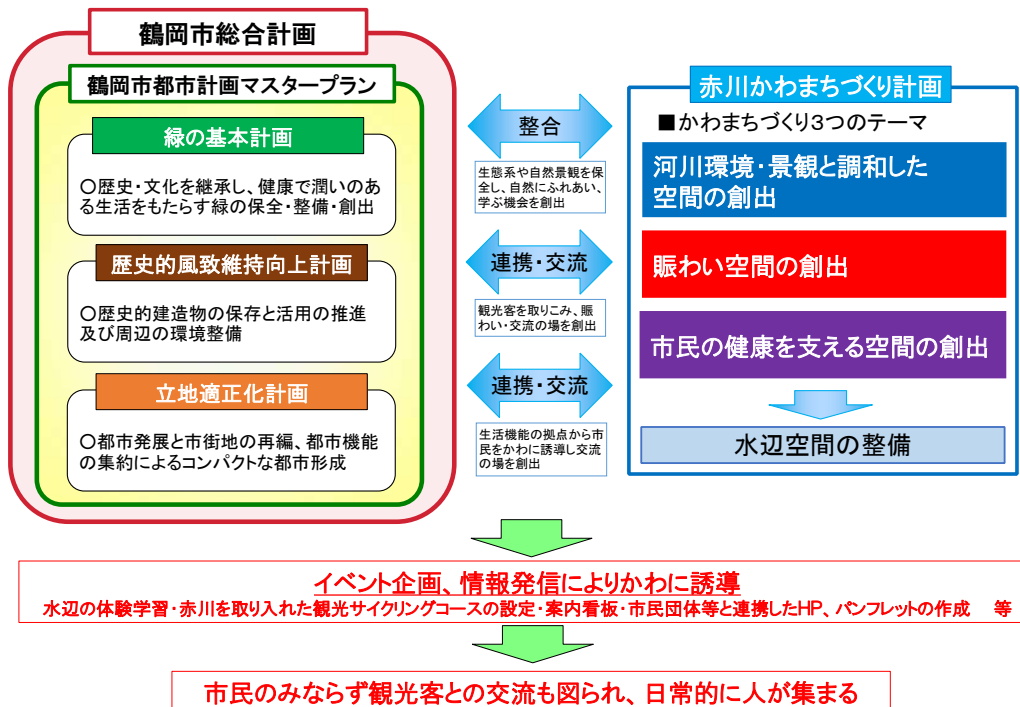 鶴岡市総合計画
鶴岡市都市計画マスタープラン
緑の基本計画
〇歴史・文化を継承し、健康で潤いのあ
る生活をもたらす緑の保全・整備・創出
歴史的風致維持向上計画
〇歴史的建造物の保存と活用の推進
及び周辺の環境整備
立地適正化計画
〇都市発展と市街地の再編、都市機能
の集約によるコンパクトな都市形成
整合
生態系や自然景観を保
全し、自然にふれあい、
学ぶ機会を創出
連携・交流
観光客を取りこみ、賑
わい・交流の場を創出
連携・交流
生活機能の拠点から市
民をかわに誘導し交流
の場を創出
赤川かわまちづくり計画
■かわまちづくり3つのテーマ
河川環境・景観と調和した
空間の創出
賑わい空間の創出
市民の健康を支える空間の創出
水辺空間の整備
イベント企画、情報発信によりかわに誘導
水辺の体験学習・赤川を取り入れた観光サイクリングコースの設定・案内看板・市民団体等と連携したHP、パンフレットの作成　等
市民のみならず観光客との交流も図られ、日常的に人が集まる